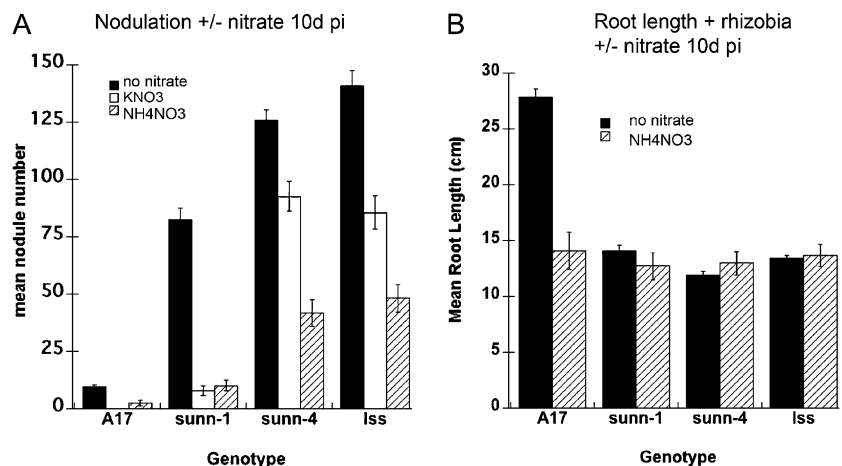 A
Nodulation +/- nitrate 10d pi
150
125
100
75
50
25
0
mean nodule number
no nitrate
KNO3
NH4NO3
A17 sunn-1 sunn-4 lss
Genotype
B
Root length + rhizobia
+/- nitrate 10d pi
30
25
20
15
10
5
0
Mean Root Length (cm)
no nitrate
NH4NO3
A17 sunn-1 sunn-4 lss
Genotype